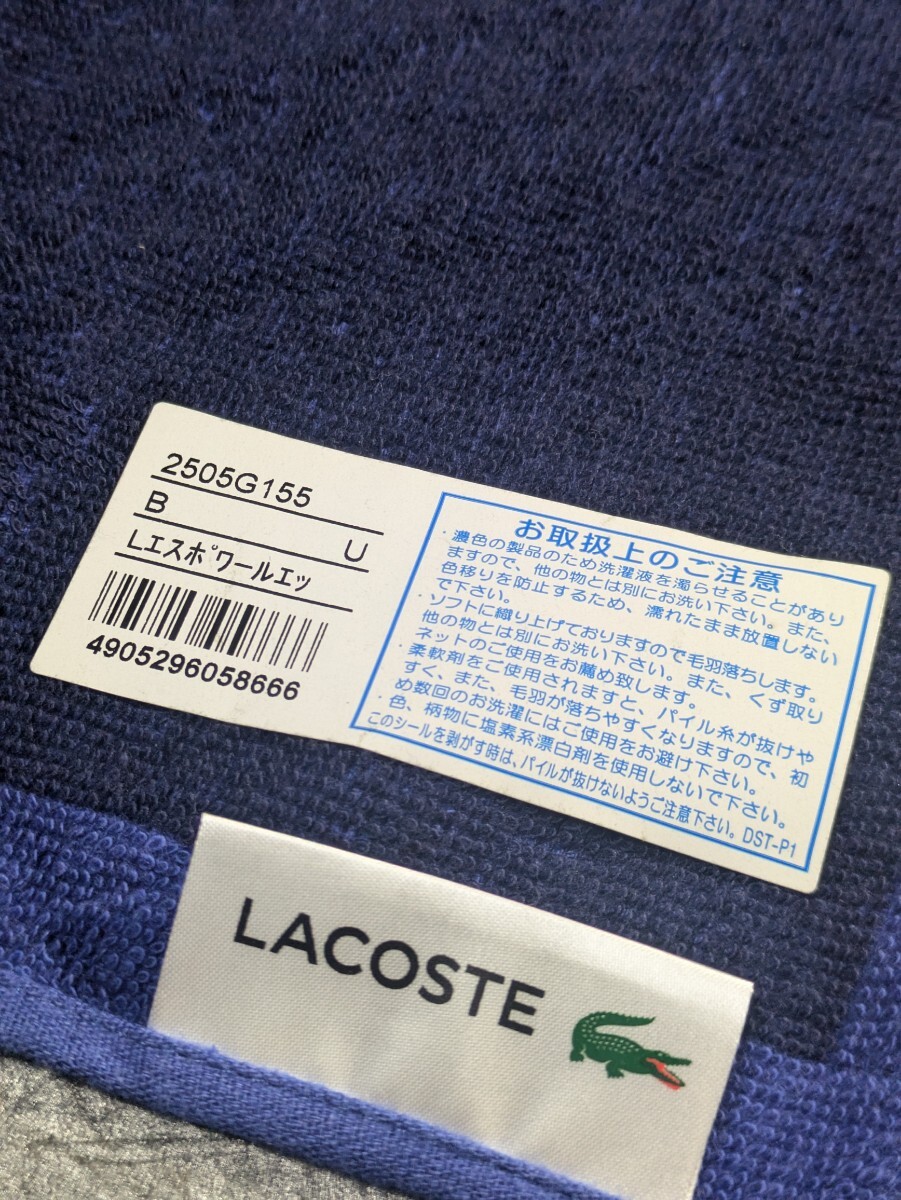 2505G155
B U
Lエスポワールエッ
4905296058666
お取扱上のご注意
・濃色の製品のため洗濯液を濁らせることがあり
ますので、他の物とは別にお洗い下さい。また、
色移りを防止するため、濡れたまま放置しない
で下さい。
・ソフトに織り上げておりますので毛羽落ちします。
他の物とは別にお洗い下さい。また、くず取り
ネットのご使用をお薦め致します。
・柔軟剤をご使用されますと、パイル糸が抜けや
すく、また、毛羽が落ちやすくなりますので、初
め数回のお洗濯にはご使用をお避け下さい。
・色、柄物に塩素系漂白剤を使用しないで下さい。
このシールを剥がす時は、パイルが抜けないようご注意下さい。DST-P1
LACOSTE